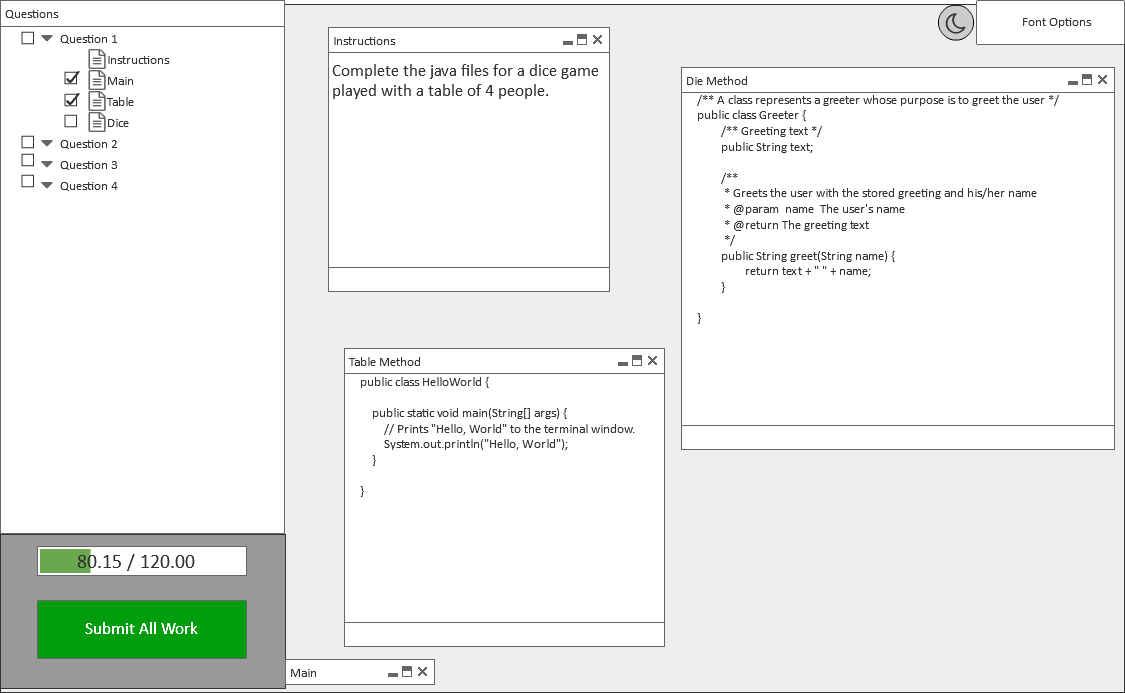 Questions
Question 1
Instructions
Main
Table
Dice
Question 2
Question 3
Question 4
80.15 / 120.00
Submit All Work
Instructions
Complete the java files for a dice game
played with a table of 4 people.
Table Method
public class HelloWorld {
public static void main(String[] args) {
// Prints "Hello, World" to the terminal window.
System.out.println("Hello, World");
}
}
Main
Font Options
Die Method
/** A class represents a greeter whose purpose is to greet the user */
public class Greeter {
/** Greeting text */
public String text;
/**
* Greets the user with the stored greeting and his/her name
* @param name The user's name
* @return The greeting text
*/
public String greet(String name) {
return text + " " + name;
}
}